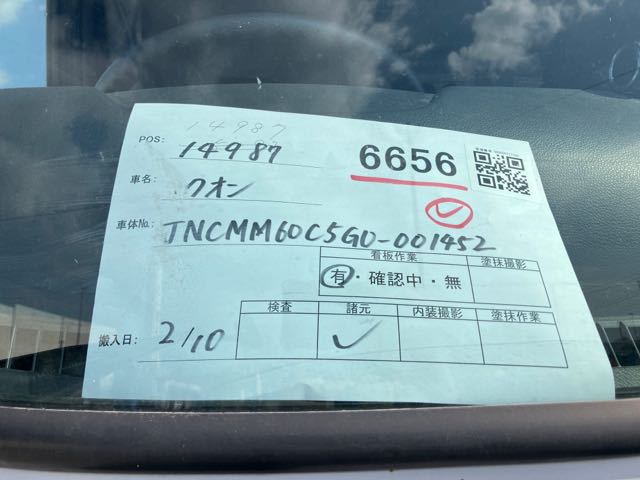 14987
POS: 14987
6656
車名: クオン
車体No.: JNCMM60C5GU-001452
看板作業 塗抹撮影
有・確認中・無
検査 諸元 内装撮影 塗抹作業
搬入日: 2/10 ✓